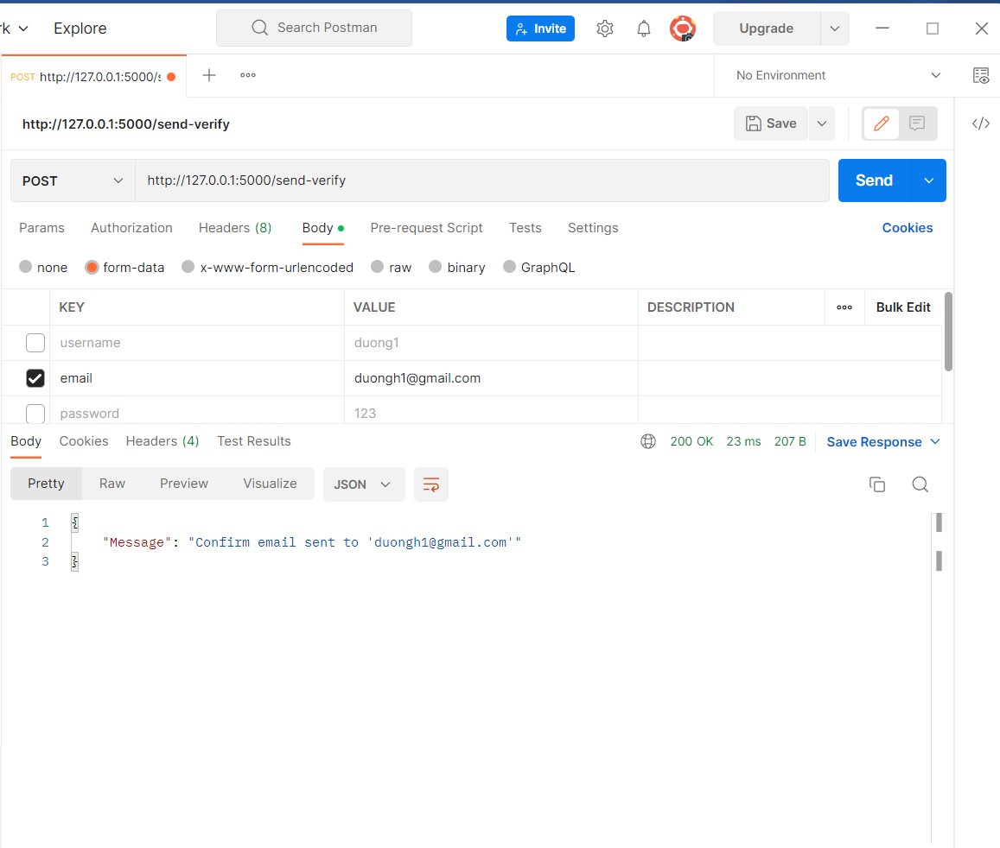 rk Explore Search Postman Invite Upgrade
POST http://127.0.0.1:5000/s No Environment
http://127.0.0.1:5000/send-verify Save
POST http://127.0.0.1:5000/send-verify Send
Params Authorization Headers (8) Body Pre-request Script Tests Settings Cookies
none form-data x-www-form-urlencoded raw binary GraphQL
KEY VALUE DESCRIPTION Bulk Edit
username duong1
email duongh1@gmail.com
password 123
Body Cookies Headers (4) Test Results 200 OK 23 ms 207 B Save Response
Pretty Raw Preview Visualize JSON
1 {
2 "Message": "Confirm email sent to 'duongh1@gmail.com'"
3 }